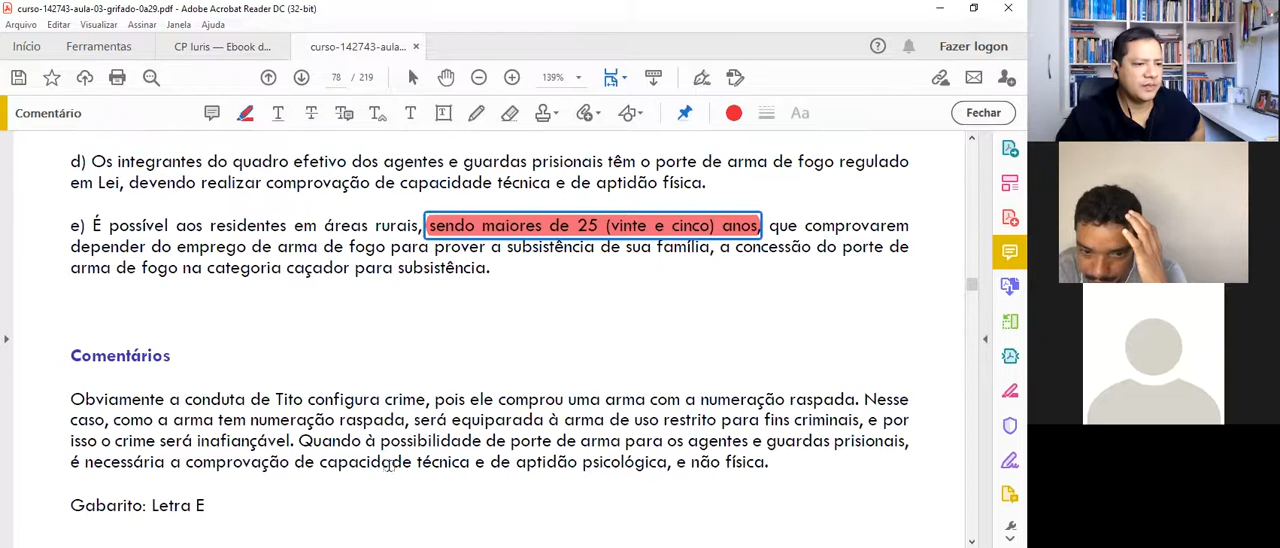 curso-142743-aula-03-grifado-0a29.pdf - Adobe Acrobat Reader DC (32-bit)
Arquivo Editar Visualizar Assinar Janela Ajuda
Início Ferramentas CP Iuris — Ebook d... curso-142743-aula... × Fazer logon
78 / 219 139%
Comentário Aa Fechar
d) Os integrantes do quadro efetivo dos agentes e guardas prisionais têm o porte de arma de fogo regulado
em Lei, devendo realizar comprovação de capacidade técnica e de aptidão física.
e) É possível aos residentes em áreas rurais, sendo maiores de 25 (vinte e cinco) anos, que comprovarem
depender do emprego de arma de fogo para prover a subsistência de sua família, a concessão do porte de
arma de fogo na categoria caçador para subsistência.
Comentários
Obviamente a conduta de Tito configura crime, pois ele comprou uma arma com a numeração raspada. Nesse
caso, como a arma tem numeração raspada, será equiparada à arma de uso restrito para fins criminais, e por
isso o crime será inafiançável. Quando à possibilidade de porte de arma para os agentes e guardas prisionais,
é necessária a comprovação de capacidade técnica e de aptidão psicológica, e não física.
Gabarito: Letra E